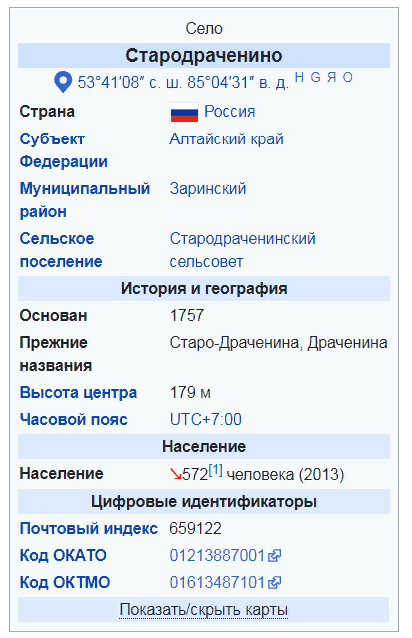 Село
Стародраченино
53°41′08″ с. ш. 85°04′31″ в. д. H G Я O
Страна Россия
Субъект Алтайский край
Федерации
Муниципальный Заринский
район
Сельское Стародраченинский
поселение сельсовет
История и география
Основан 1757
Прежние Старо-Драченина, Драченина
названия
Высота центра 179 м
Часовой пояс UTC+7:00
Население
Население ↘572[1] человека (2013)
Цифровые идентификаторы
Почтовый индекс 659122
Код ОКАТО 01213887001
Код ОКТМО 01613487101
Показать/скрыть карты